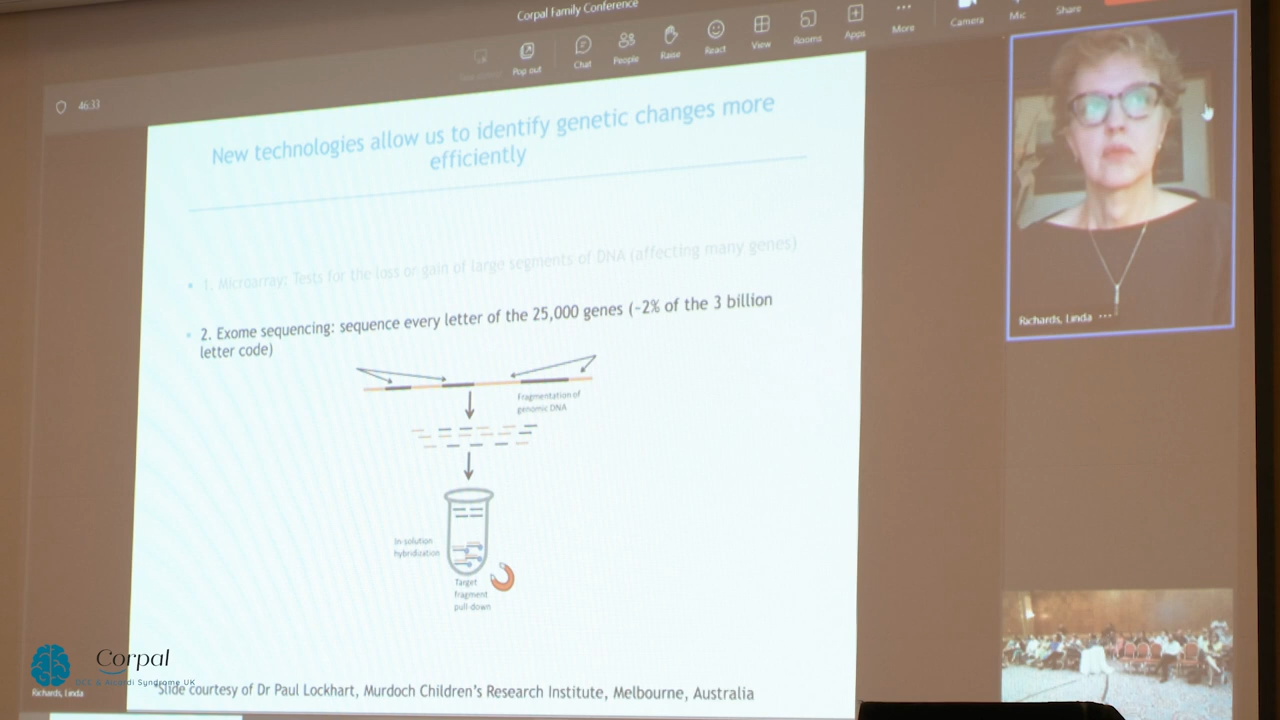 Corpal Family Conference
Pop out
Chat
People
Raise
React
View
Rooms
Apps
More
Camera
Mic
Share
46:33
New technologies allow us to identify genetic changes more
efficiently
1. Microarray: Tests for the loss or gain of large segments of DNA (affecting many genes)
2. Exome sequencing: sequence every letter of the 25,000 genes (~2% of the 3 billion
letter code)
Fragmentation of
genomic DNA
In-solution
hybridization
Target
fragment
pull-down
Richards, Linda ...
Corpal
DCC & Aicardi Syndrome UK
Richards, Linda
*Slide courtesy of Dr Paul Lockhart, Murdoch Children's Research Institute, Melbourne, Australia